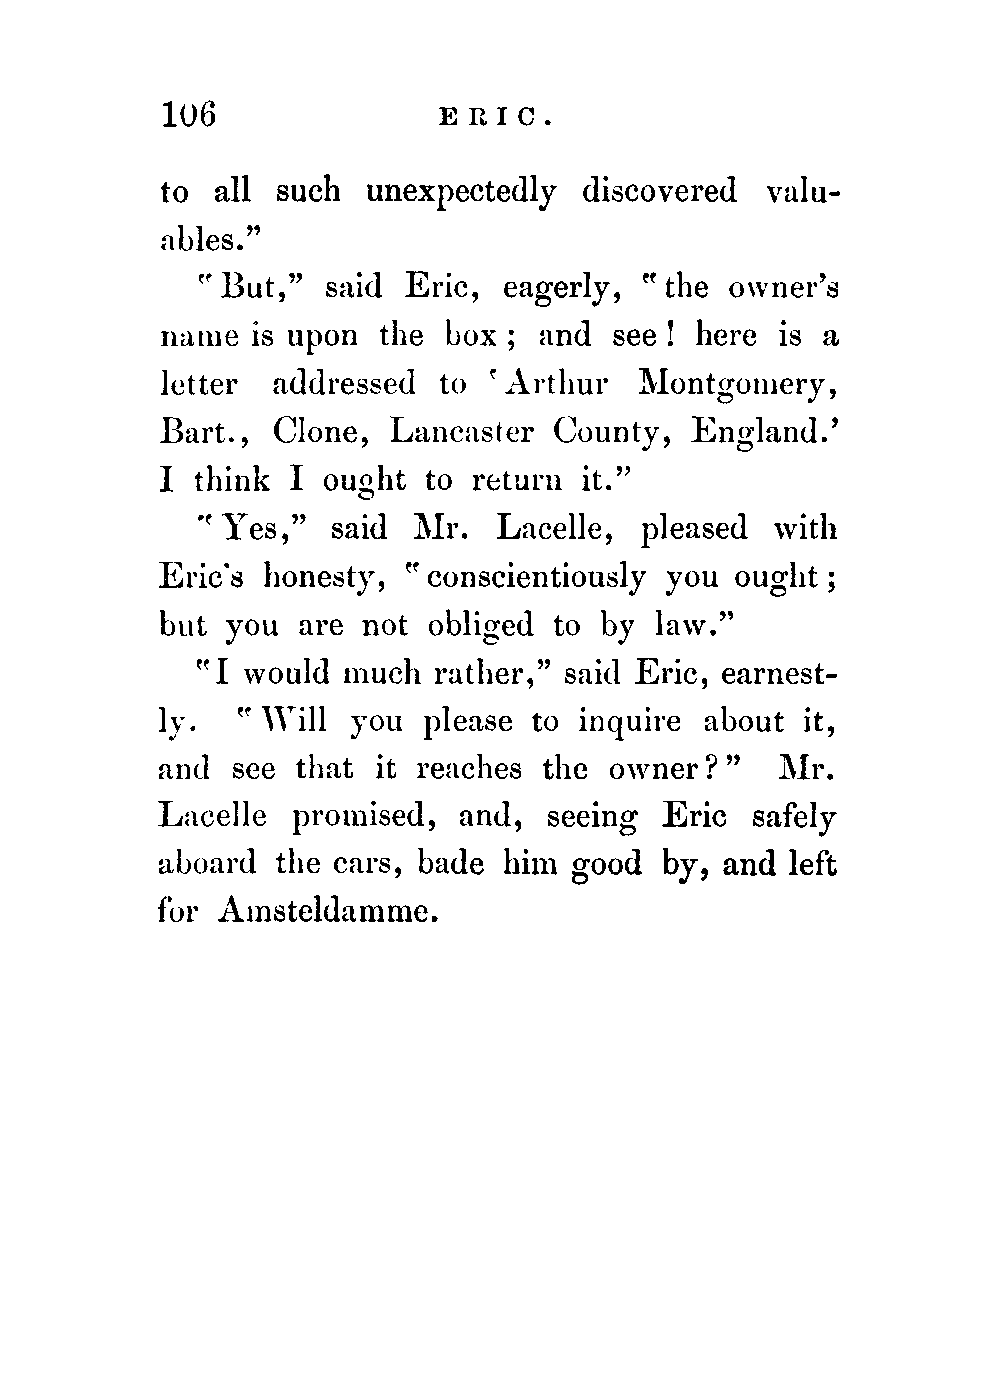 106 ERIC.
to all such unexpectedly discovered valu-
ables.”
“But,” said Eric, eagerly, “the owner’s
name is upon the box; and see! here is a
letter addressed to ‘Arthur Montgomery,
Bart., Clone, Lancaster County, England.’
I think I ought to return it.”
“Yes,” said Mr. Lacelle, pleased with
Eric’s honesty, “conscientiously you ought;
but you are not obliged to by law.”
“I would much rather,” said Eric, earnest-
ly. “Will you please to inquire about it,
and see that it reaches the owner?” Mr.
Lacelle promised, and, seeing Eric safely
aboard the cars, bade him good by, and left
for Amsteldamme.